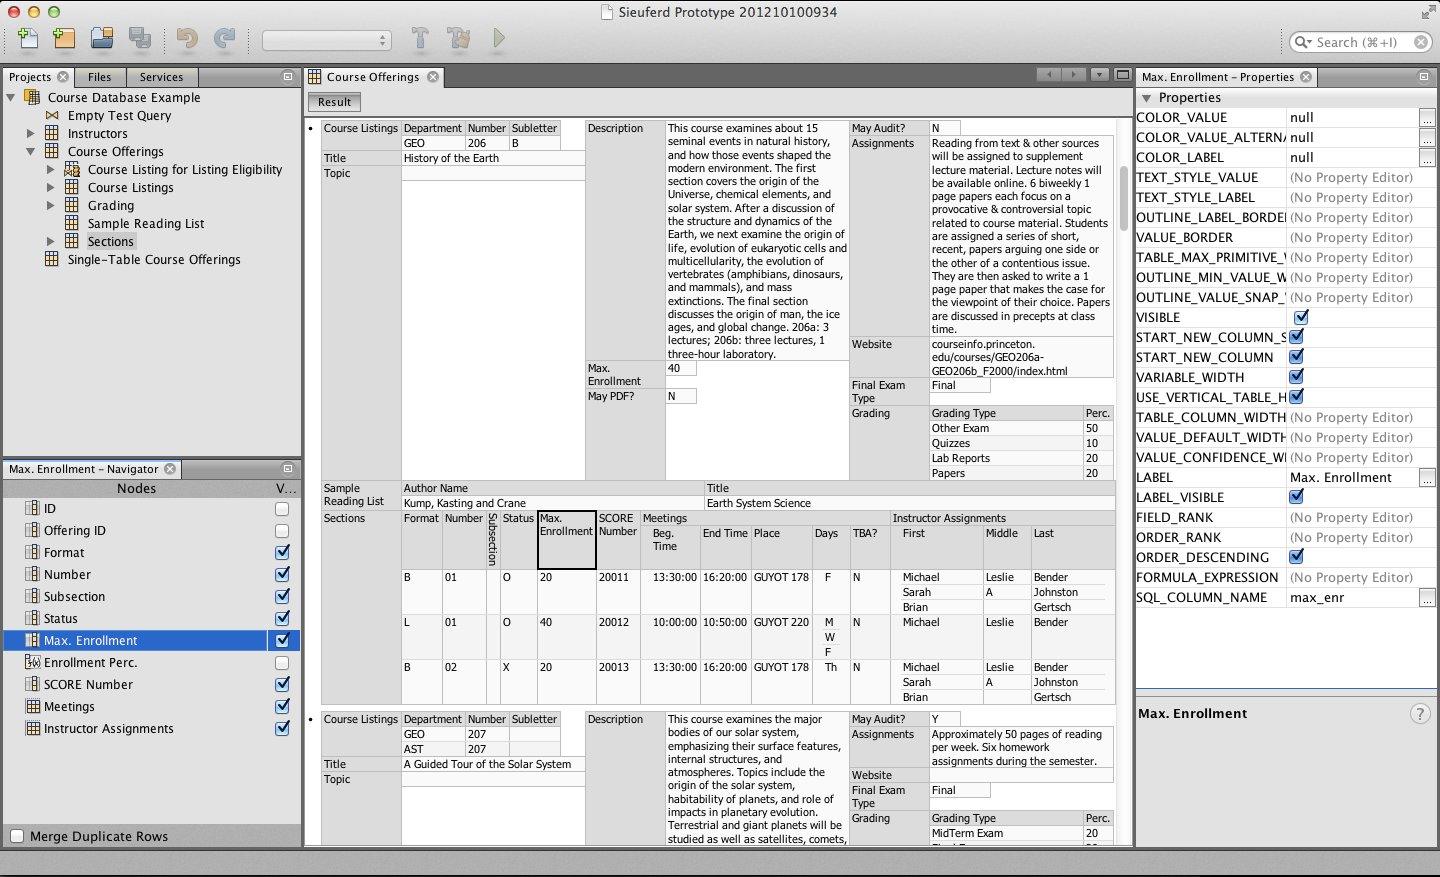 Sieuferd Prototype 201210100934
Search (⌘+I)
Projects
Files
Services
Course Database Example
Empty Test Query
Instructors
Course Offerings
Course Listing for Listing Eligibility
Course Listings
Grading
Sample Reading List
Sections
Single-Table Course Offerings
Max. Enrollment – Navigator
Nodes V...
ID
Offering ID
Format
Number
Subsection
Status
Max. Enrollment
Enrollment Perc.
SCORE Number
Meetings
Instructor Assignments
Merge Duplicate Rows
Course Offerings
Result
Course Listings Department Number Subletter
GEO 206 B
Title History of the Earth
Topic
Description
This course examines about 15
seminal events in natural history,
and how those events shaped the
modern environment. The first
section covers the origin of the
Universe, chemical elements, and
solar system. After a discussion of
the structure and dynamics of the
Earth, we next examine the origin of
life, evolution of eukaryotic cells and
multicellularity, the evolution of
vertebrates (amphibians, dinosaurs,
and mammals), and mass
extinctions. The final section
discusses the origin of man, the ice
ages, and global change. 206a: 3
lectures; 206b: three lectures, 1
three-hour laboratory.
Max.
Enrollment
40
May PDF? N
May Audit? N
Assignments
Reading from text & other sources
will be assigned to supplement
lecture material. Lecture notes will
be available online. 6 biweekly 1
page papers each focus on a
provocative & controversial topic
related to course material. Students
are assigned a series of short,
recent, papers arguing one side or
the other of a contentious issue.
They are then asked to write a 1
page paper that makes the case for
the viewpoint of their choice. Papers
are discussed in precepts at class
time.
Website
courseinfo.princeton.
edu/courses/GEO206a-
GEO206b_F2000/index.html
Final Exam
Type
Final
Grading
Grading Type Perc.
Other Exam 50
Quizzes 10
Lab Reports 20
Papers 20
Sample
Reading List
Author Name Title
Kump, Kasting and Crane Earth System Science
Sections
Format Number Subsection Status Max.
Enrollment
SCORE
Number
Meetings
Beg.
Time
End Time Place Days TBA?
Instructor Assignments
First Middle Last
B 01 O 20 20011 13:30:00 16:20:00 GUYOT 178 F N Michael Leslie Bender
Sarah A Johnston
Brian Gertsch
L 01 O 40 20012 10:00:00 10:50:00 GUYOT 220 M N Michael Leslie Bender
W
F
B 02 X 20 20013 13:30:00 16:20:00 GUYOT 178 Th N Michael Leslie Bender
Sarah A Johnston
Brian Gertsch
Course Listings Department Number Subletter
GEO 207
AST 207
Title A Guided Tour of the Solar System
Topic
Description
This course examines the major
bodies of our solar system,
emphasizing their surface features,
internal structures, and
atmospheres. Topics include the
origin of the solar system,
habitability of planets, and role of
impacts in planetary evolution.
Terrestrial and giant planets will be
studied as well as satellites, comets,
May Audit? Y
Assignments
Approximately 50 pages of reading
per week. Six homework
assignments during the semester.
Website
Final Exam
Type
Final
Grading
Grading Type Perc.
MidTerm Exam 20
Max. Enrollment – Properties
Properties
COLOR_VALUE null ...
COLOR_VALUE_ALTERNA null ...
COLOR_LABEL null ...
TEXT_STYLE_VALUE (No Property Editor)
TEXT_STYLE_LABEL (No Property Editor)
OUTLINE_LABEL_BORDE (No Property Editor)
VALUE_BORDER (No Property Editor)
TABLE_MAX_PRIMITIVE_ (No Property Editor)
OUTLINE_MIN_VALUE_W (No Property Editor)
OUTLINE_VALUE_SNAP_ (No Property Editor)
VISIBLE
START_NEW_COLUMN_S
START_NEW_COLUMN
VARIABLE_WIDTH
USE_VERTICAL_TABLE_H
TABLE_COLUMN_WIDTH (No Property Editor)
VALUE_DEFAULT_WIDTH (No Property Editor)
VALUE_CONFIDENCE_WI (No Property Editor)
LABEL Max. Enrollment ...
LABEL_VISIBLE
FIELD_RANK (No Property Editor)
ORDER_RANK (No Property Editor)
ORDER_DESCENDING
FORMULA_EXPRESSION (No Property Editor)
SQL_COLUMN_NAME max_enr ...
Max. Enrollment
?